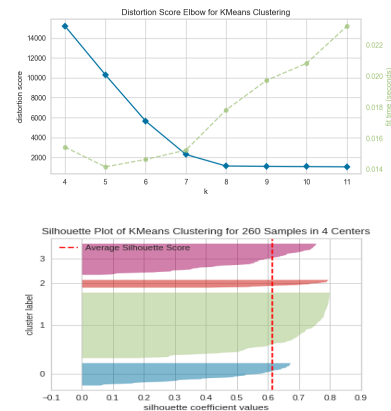 Distortion Score Elbow for KMeans Clustering
14000
12000
10000
8000
6000
4000
2000
distortion score
0.022
0.020
0.018
0.016
0.014
fit time (seconds)
4 5 6 7 8 9 10 11
k
Silhouette Plot of KMeans Clustering for 260 Samples in 4 Centers
Average Silhouette Score
3
2
1
0
cluster label
−0.1 0.0 0.1 0.2 0.3 0.4 0.5 0.6 0.7 0.8 0.9
silhouette coefficient values